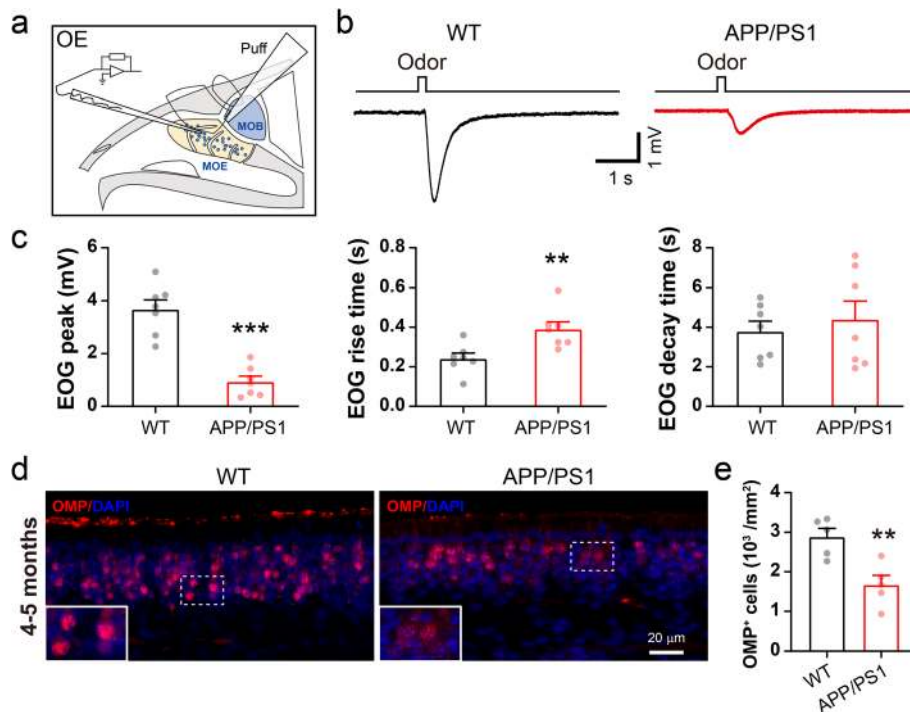 a
OE
Puff
MOB
MOE
b
WT
APP/PS1
Odor
Odor
1 s
1 mV
c
EOG peak (mV)
6
4
2
0
***
WT
APP/PS1
EOG rise time (s)
0.8
0.6
0.4
0.2
0.0
**
WT
APP/PS1
EOG decay time (s)
8
6
4
2
0
WT
APP/PS1
d
WT
APP/PS1
4-5 months
OMP/DAPI
OMP/DAPI
20 μm
e
OMP⁺ cells (10³ /mm²)
4
3
2
1
0
**
WT
APP/PS1